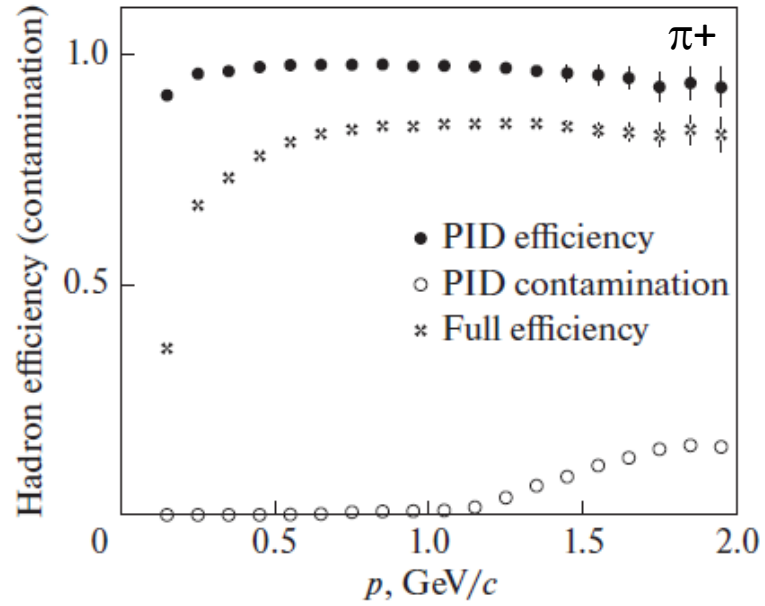 π+
Hadron efficiency (contamination)
1.0
0.5
0
PID efficiency
PID contamination
Full efficiency
0.5
1.0
1.5
2.0
p, GeV/c